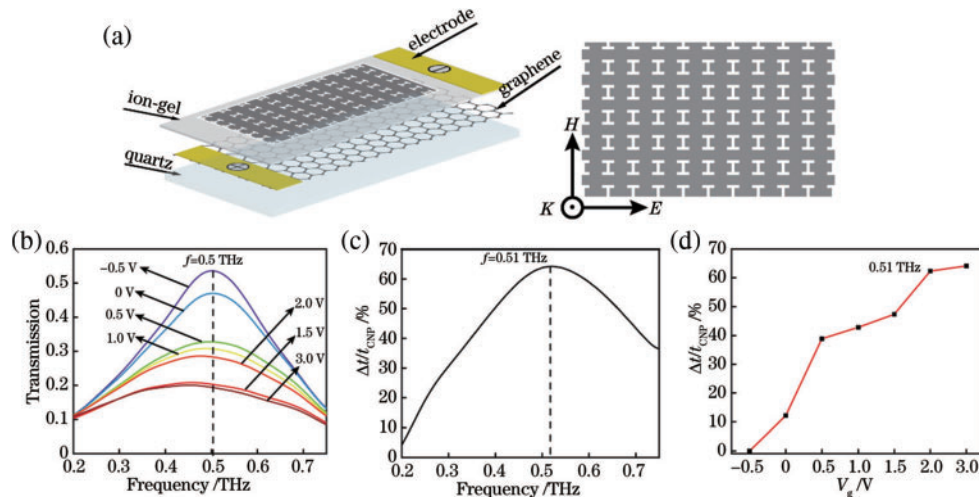 (a)
electrode
graphene
ion-gel
quartz
H
K
E
(b)
0.6
0.5
0.4
0.3
0.2
0.1
0
Transmission
f=0.5 THz
−0.5 V
0 V
0.5 V
1.0 V
2.0 V
1.5 V
3.0 V
0.2 0.3 0.4 0.5 0.6 0.7
Frequency /THz
(c)
70
60
50
40
30
20
10
0
Δt/tCNP /%
f=0.51 THz
0.2 0.3 0.4 0.5 0.6 0.7
Frequency /THz
(d)
70
60
50
40
30
20
10
0
Δt/tCNP /%
0.51 THz
−0.5 0 0.5 1.0 1.5 2.0 3.0
Vg /V